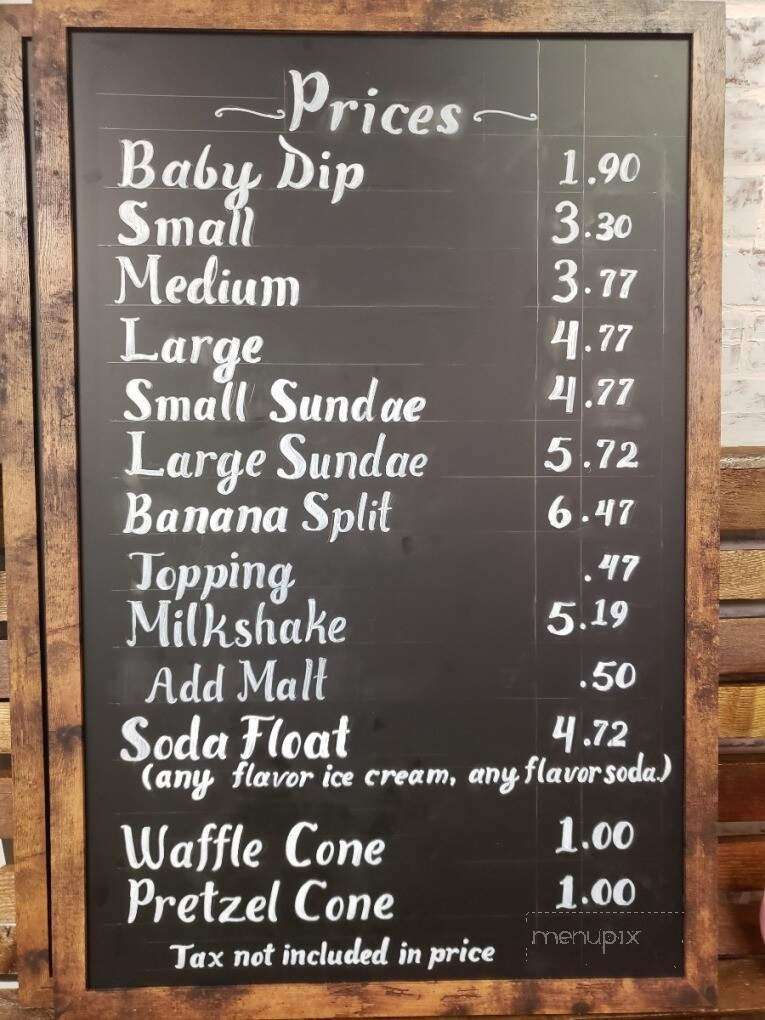 Prices
Baby Dip 1.90
Small 3.30
Medium 3.77
Large 4.77
Small Sundae 4.77
Large Sundae 5.72
Banana Split 6.47
Topping .47
Milkshake 5.19
Add Malt .50
Soda Float 4.72
(any flavor ice cream, any flavor soda.)
Waffle Cone 1.00
Pretzel Cone 1.00
Tax not included in price
menupix